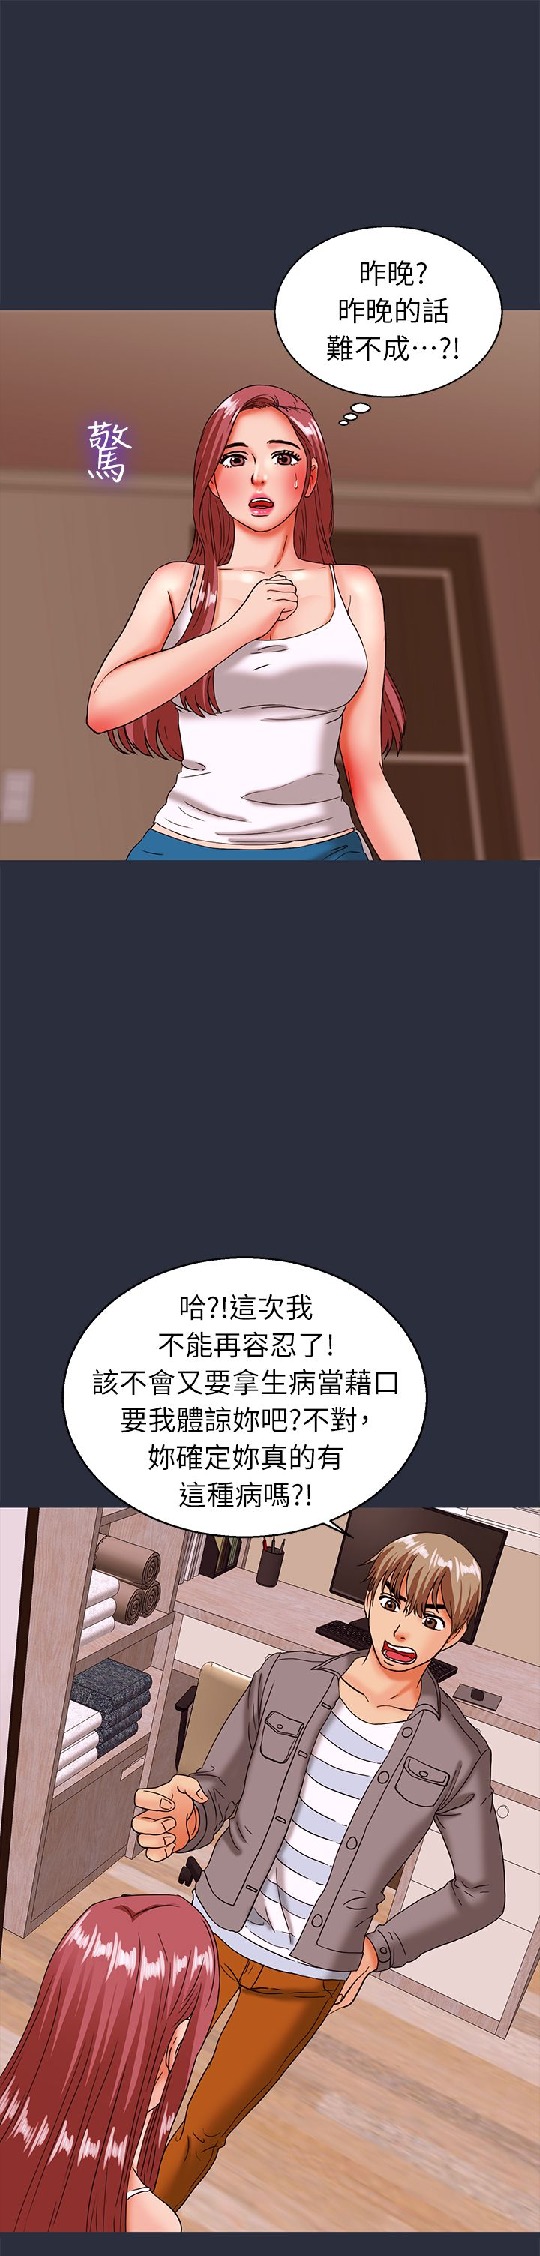 昨晚?
昨晚的話
難不成…?!
驚
哈?!這次我
不能再容忍了!
該不會又要拿生病當藉口
要我體諒妳吧?不對,
妳確定妳真的有
這種病嗎?!